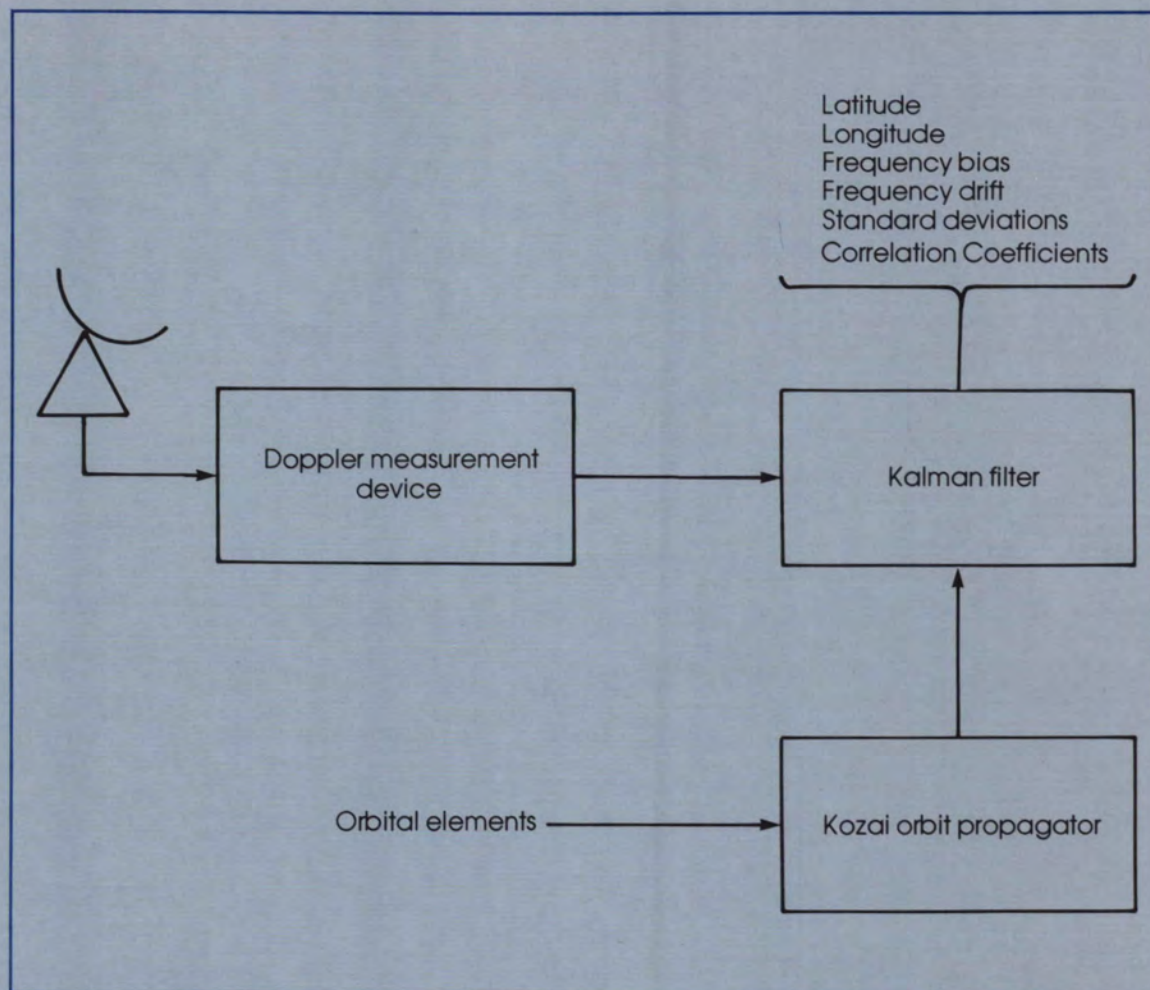 Latitude
Longitude
Frequency bias
Frequency drift
Standard deviations
Correlation Coefficients
Doppler measurement
device
Kalman filter
Orbital elements
Kozai orbit propagator